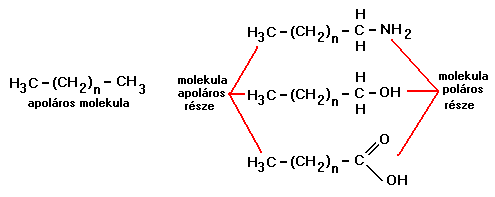 H₃C–(CH₂)ₙ–CH₃
apoláros molekula
molekula
apoláros
része
H
H₃C–(CH₂)ₙ–C–NH₂
H
H
H₃C–(CH₂)ₙ–C–OH
H
O
H₃C–(CH₂)ₙ–C
OH
molekula
poláros
része